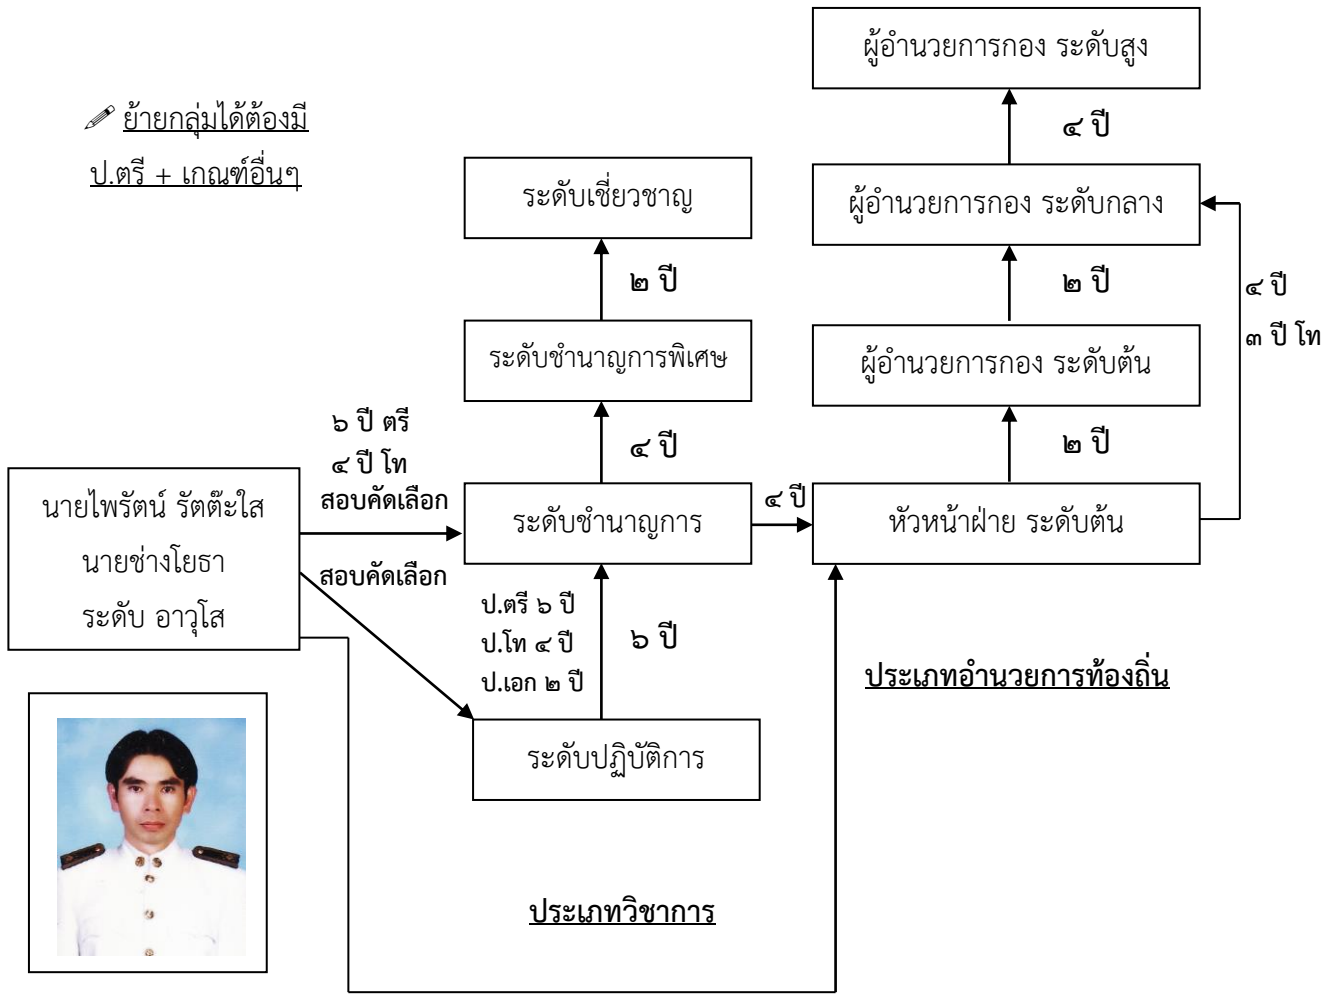 ผู้อำนวยการกอง ระดับสูง
ย้ายกลุ่มได้ต้องมี
ป.ตรี + เกณฑ์อื่นๆ
๔ ปี
ระดับเชี่ยวชาญ
ผู้อำนวยการกอง ระดับกลาง
๒ ปี
๒ ปี
๔ ปี
๓ ปี โท
ระดับชำนาญการพิเศษ
ผู้อำนวยการกอง ระดับต้น
๖ ปี ตรี
๔ ปี โท
สอบคัดเลือก
๔ ปี
๒ ปี
นายไพรัตน์ รัตต๊ะใส
นายช่างโยธา
ระดับ อาวุโส
ระดับชำนาญการ
๔ ปี
หัวหน้าฝ่าย ระดับต้น
สอบคัดเลือก
ป.ตรี ๖ ปี
ป.โท ๔ ปี
ป.เอก ๒ ปี
๖ ปี
ประเภทอำนวยการท้องถิ่น
ระดับปฏิบัติการ
ประเภทวิชาการ